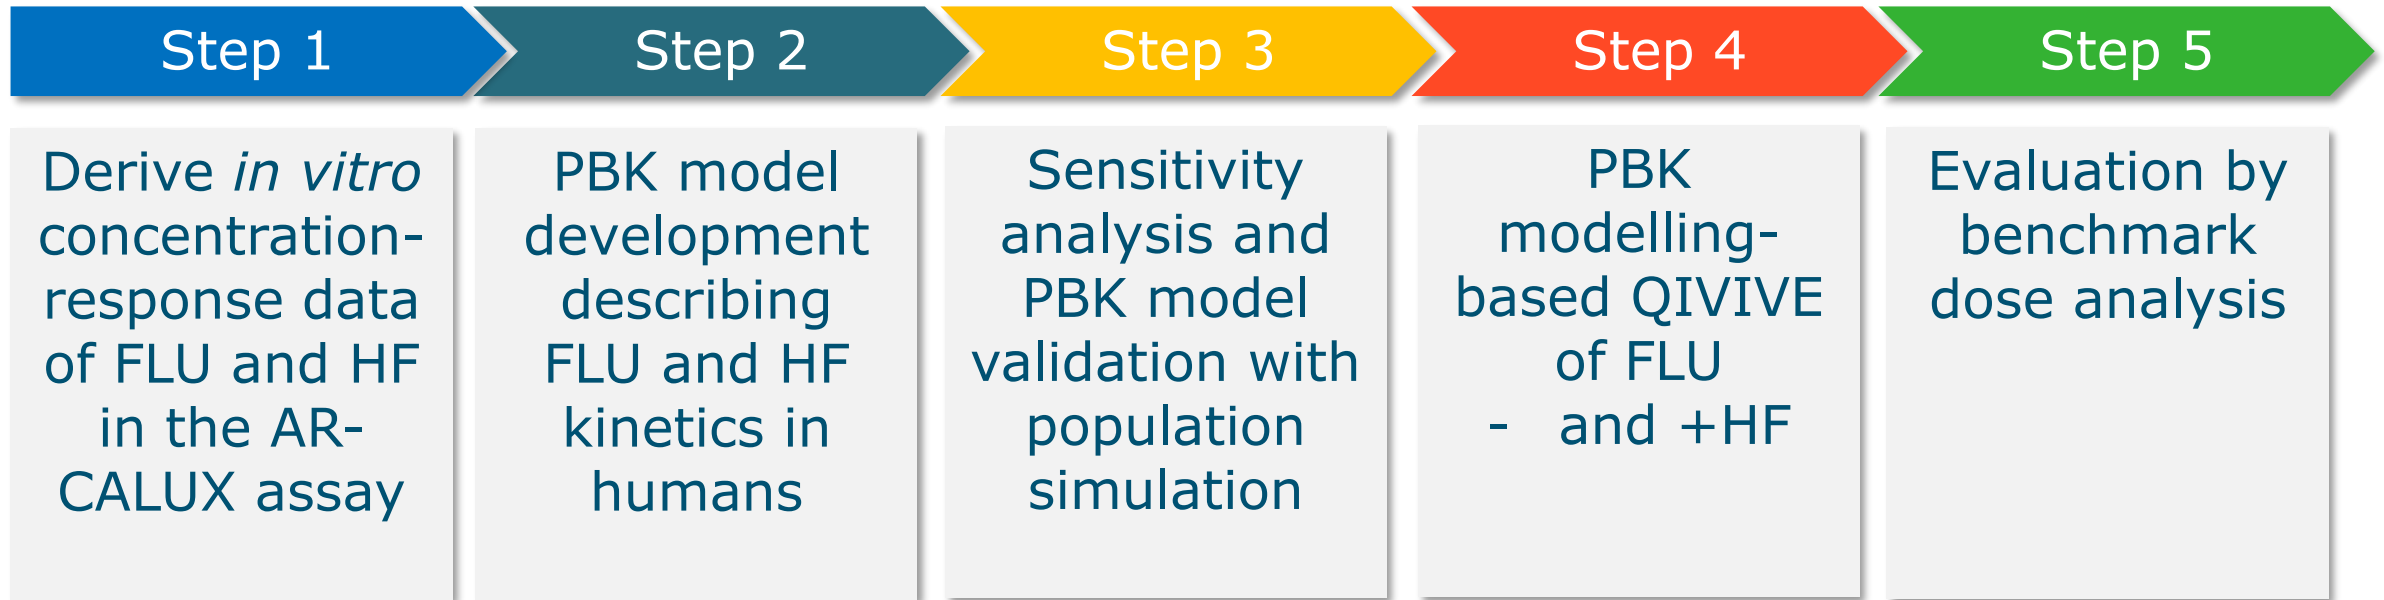 Step 1
Derive in vitro
concentration-
response data
of FLU and HF
in the AR-
CALUX assay
Step 2
PBK model
development
describing
FLU and HF
kinetics in
humans
Step 3
Sensitivity
analysis and
PBK model
validation with
population
simulation
Step 4
PBK
modelling-
based QIVIVE
of FLU
- and +HF
Step 5
Evaluation by
benchmark
dose analysis